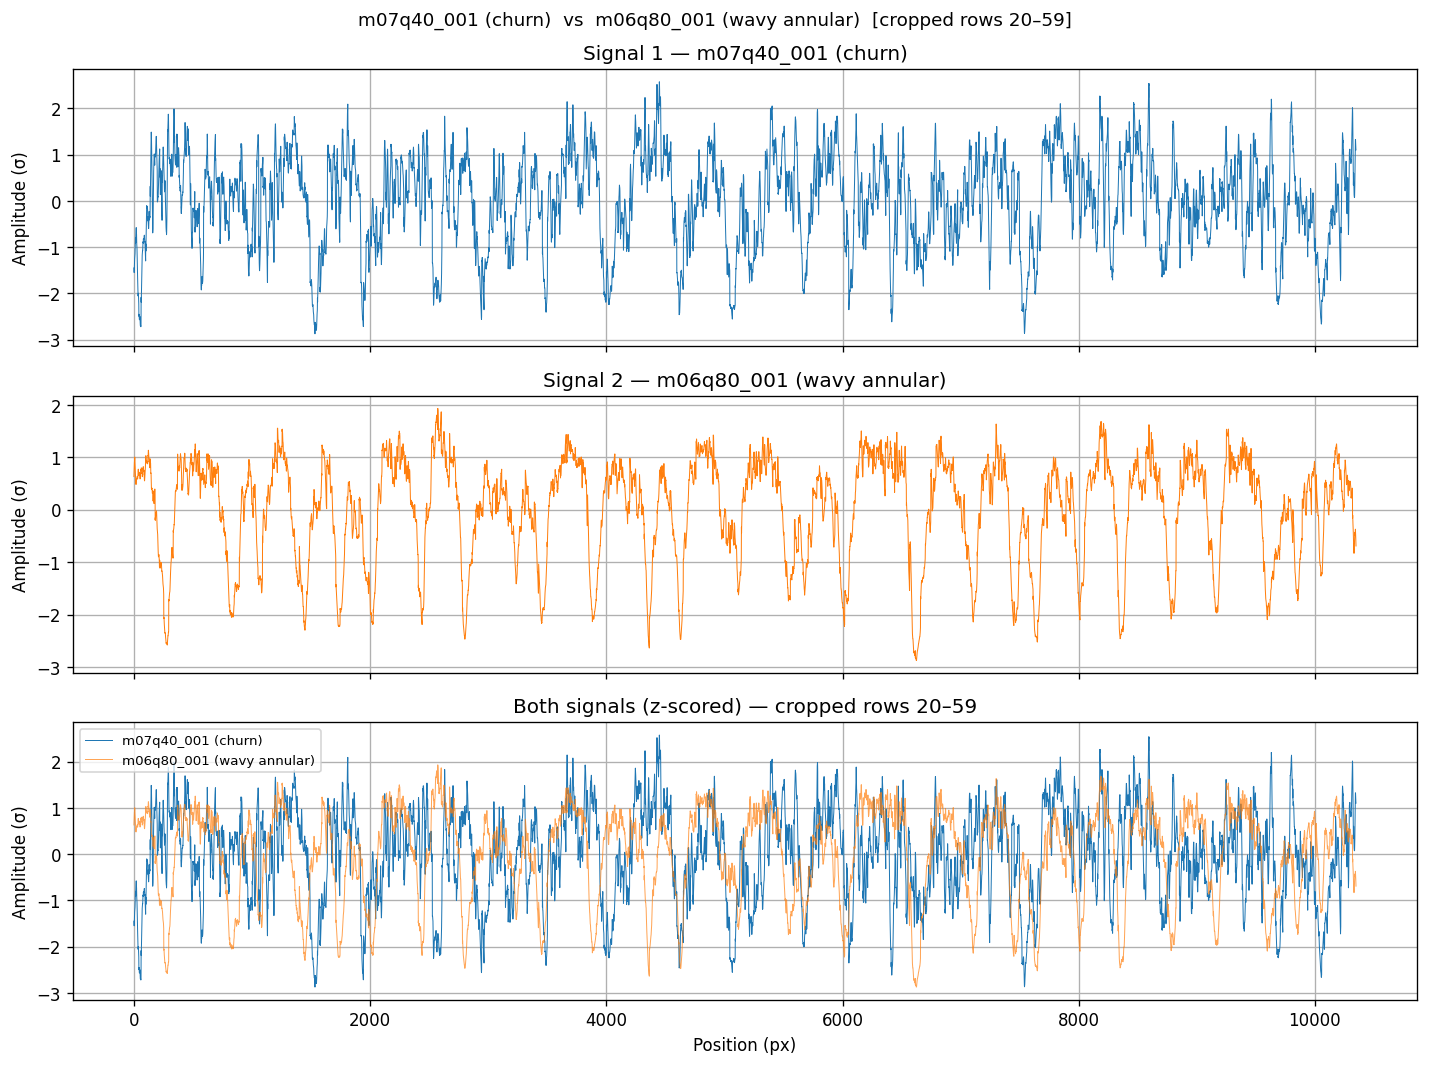 m07q40_001 (churn)  vs  m06q80_001 (wavy annular)  [cropped rows 20–59]
Signal 1 — m07q40_001 (churn)
Amplitude (σ)
2
1
0
−1
−2
−3
Signal 2 — m06q80_001 (wavy annular)
Amplitude (σ)
2
1
0
−1
−2
−3
Both signals (z-scored) — cropped rows 20–59
m07q40_001 (churn)
m06q80_001 (wavy annular)
Amplitude (σ)
2
1
0
−1
−2
−3
0 2000 4000 6000 8000 10000
Position (px)